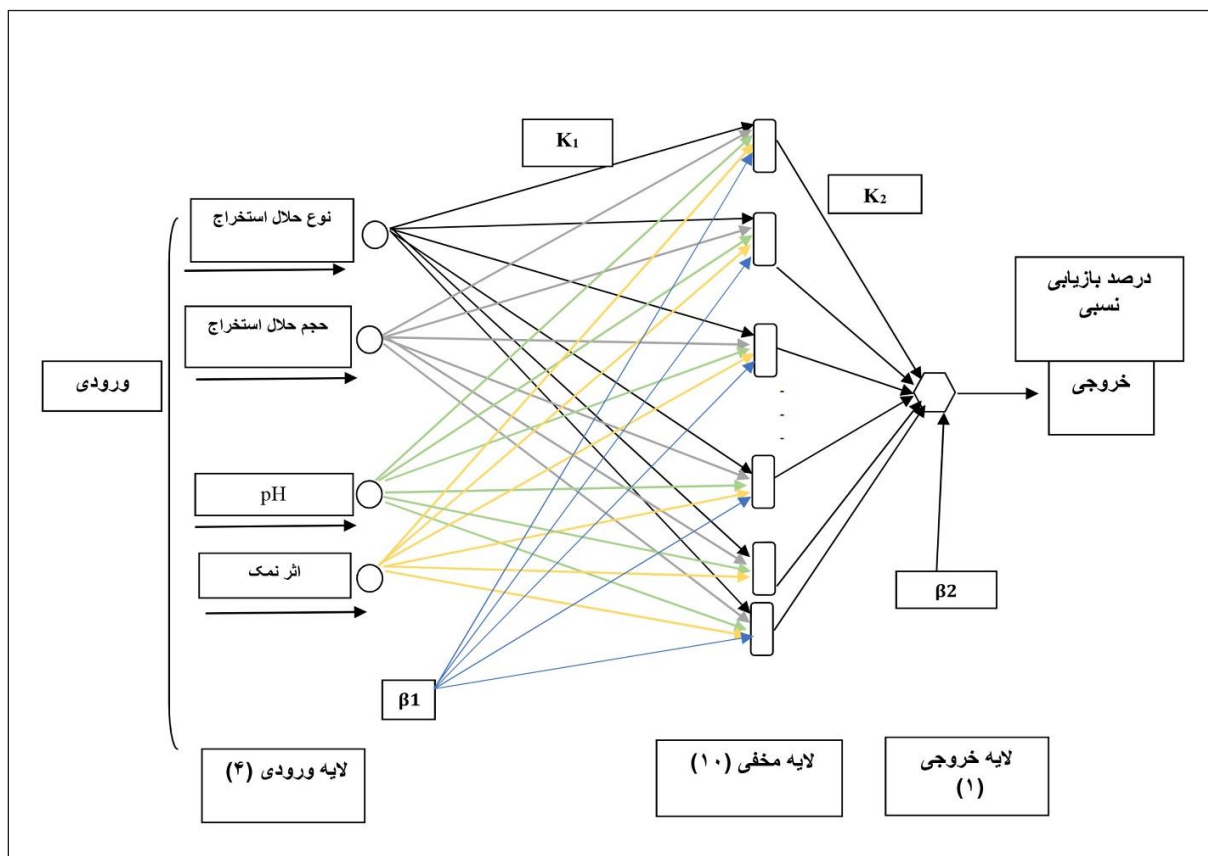 K₁
K₂
نوع حلال استخراج
حجم حلال استخراج
ورودی
pH
اثر نمک
درصد بازیابی
نسبی
خروجی
β1
β2
لایه ورودی (۴)
لایه مخفی (۱۰)
لایه خروجی
(۱)